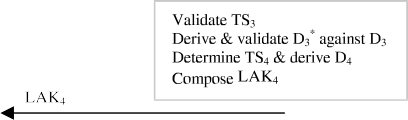 Validate TS₃
Derive & validate D₃* against D₃
Determine TS₄ & derive D₄
Compose LAK₄
LAK₄